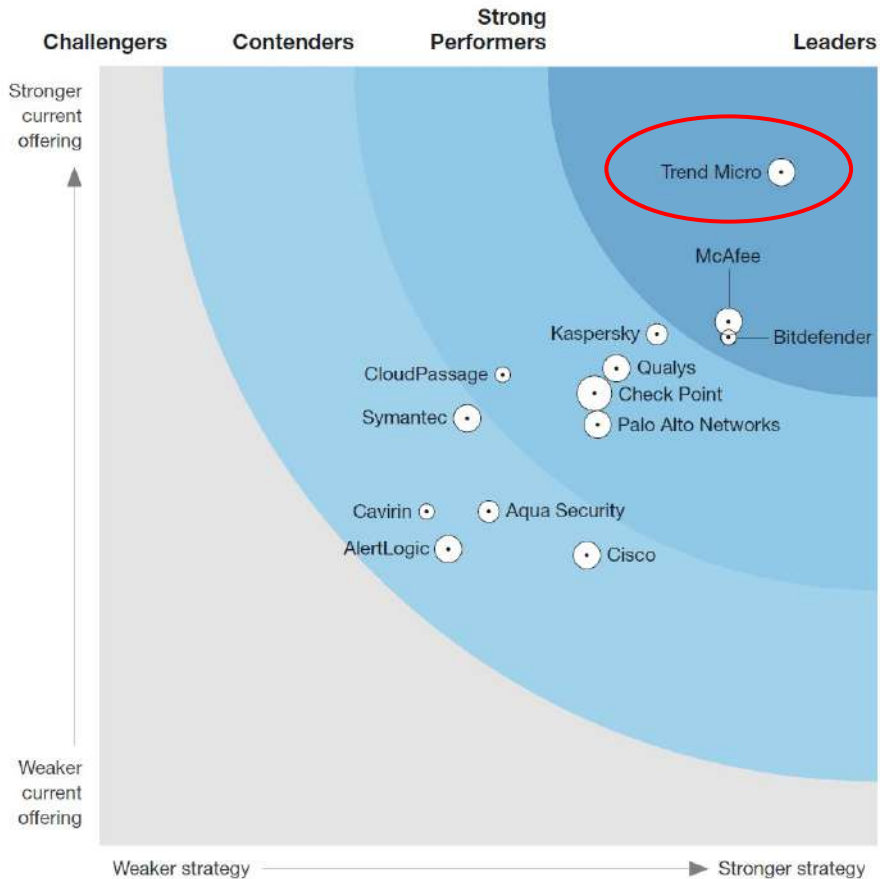 Challengers
Contenders
Strong
Performers
Leaders
Stronger
current
offering
Trend Micro
McAfee
Kaspersky
Bitdefender
CloudPassage
Qualys
Check Point
Symantec
Palo Alto Networks
Cavirin
Aqua Security
AlertLogic
Cisco
Weaker
current
offering
Weaker strategy
Stronger strategy